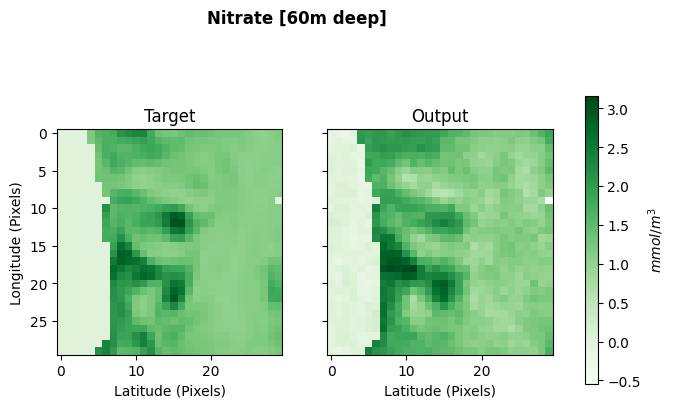 Nitrate [60m deep]
Target
Output
0
5
10
15
20
25
0
10
20
0
10
20
Longitude (Pixels)
Latitude (Pixels)
Latitude (Pixels)
3.0
2.5
2.0
1.5
1.0
0.5
0.0
−0.5
mmol/m³